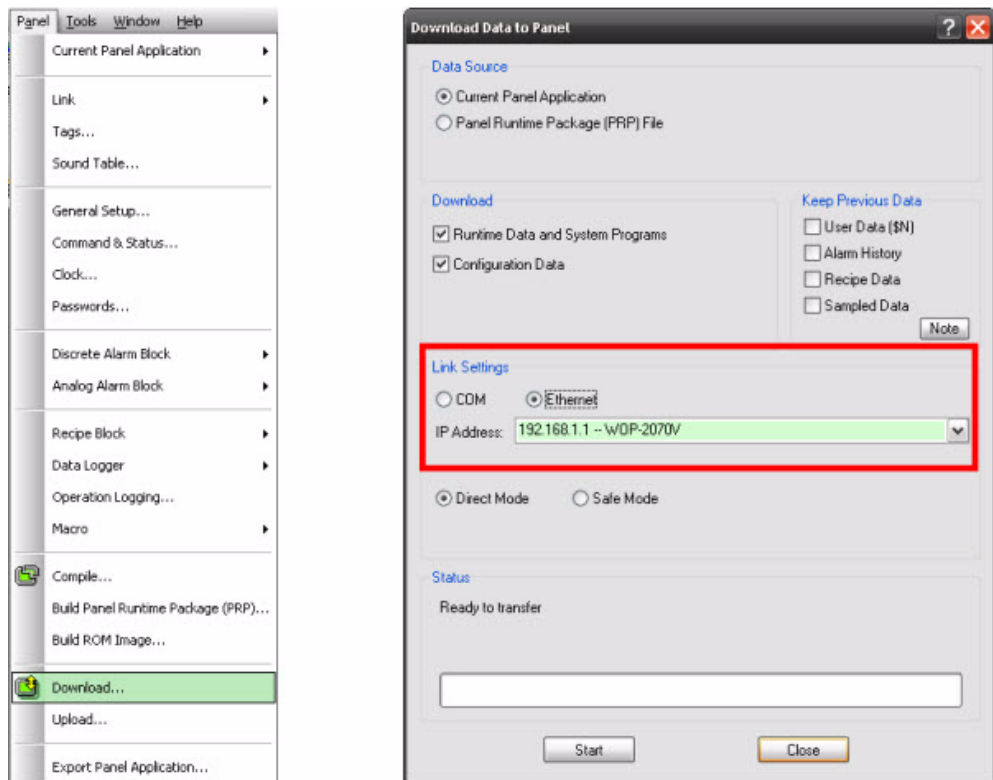 Panel Tools Window Help
Current Panel Application
Link
Tags...
Sound Table...
General Setup...
Command & Status...
Clock...
Passwords...
Discrete Alarm Block
Analog Alarm Block
Recipe Block
Data Logger
Operation Logging...
Macro
Compile...
Build Panel Runtime Package (PRP)...
Build ROM Image...
Download...
Upload...
Export Panel Application...
Download Data to Panel
Data Source
Current Panel Application
Panel Runtime Package (PRP) File
Download
Runtime Data and System Programs
Configuration Data
Keep Previous Data
User Data ($N)
Alarm History
Recipe Data
Sampled Data
Note
Link Settings
COM Ethernet
IP Address: 192.168.1.1 -- WOP-2070V
Direct Mode Safe Mode
Status
Ready to transfer
Start Close